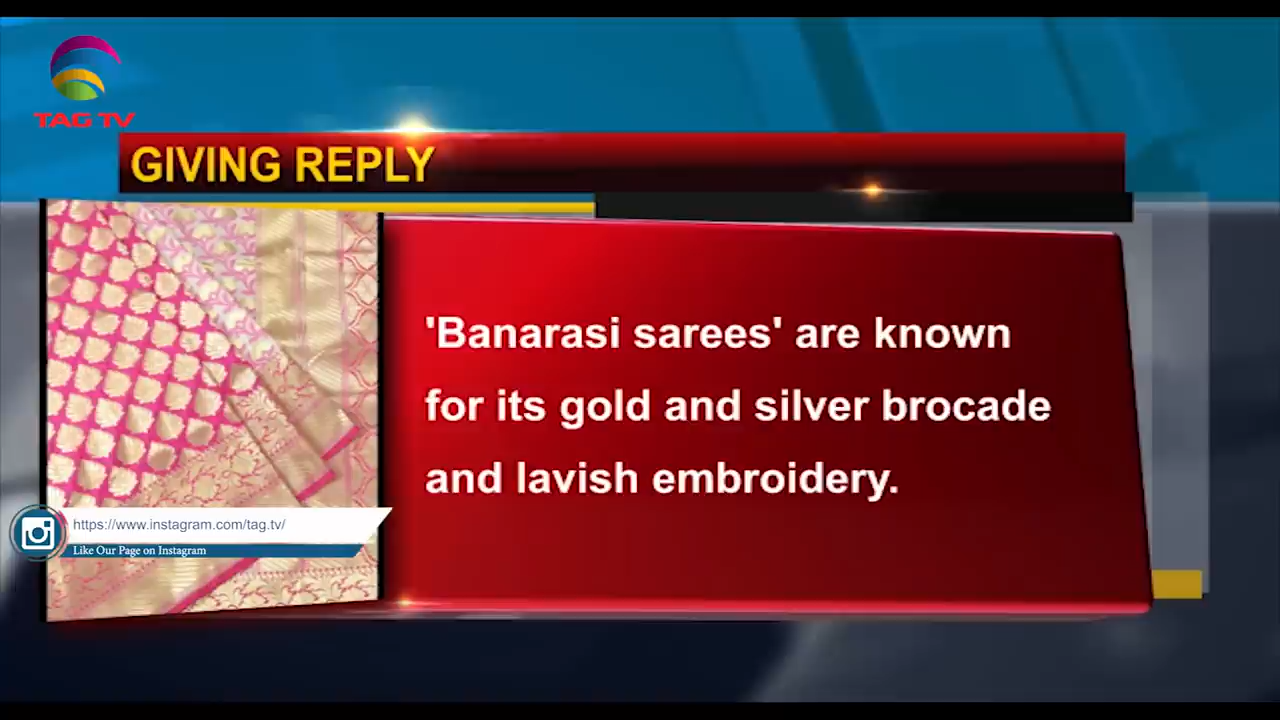 TAG TV
GIVING REPLY
'Banarasi sarees' are known
for its gold and silver brocade
and lavish embroidery.
https://www.instagram.com/tag.tv/
Like Our Page on Instagram